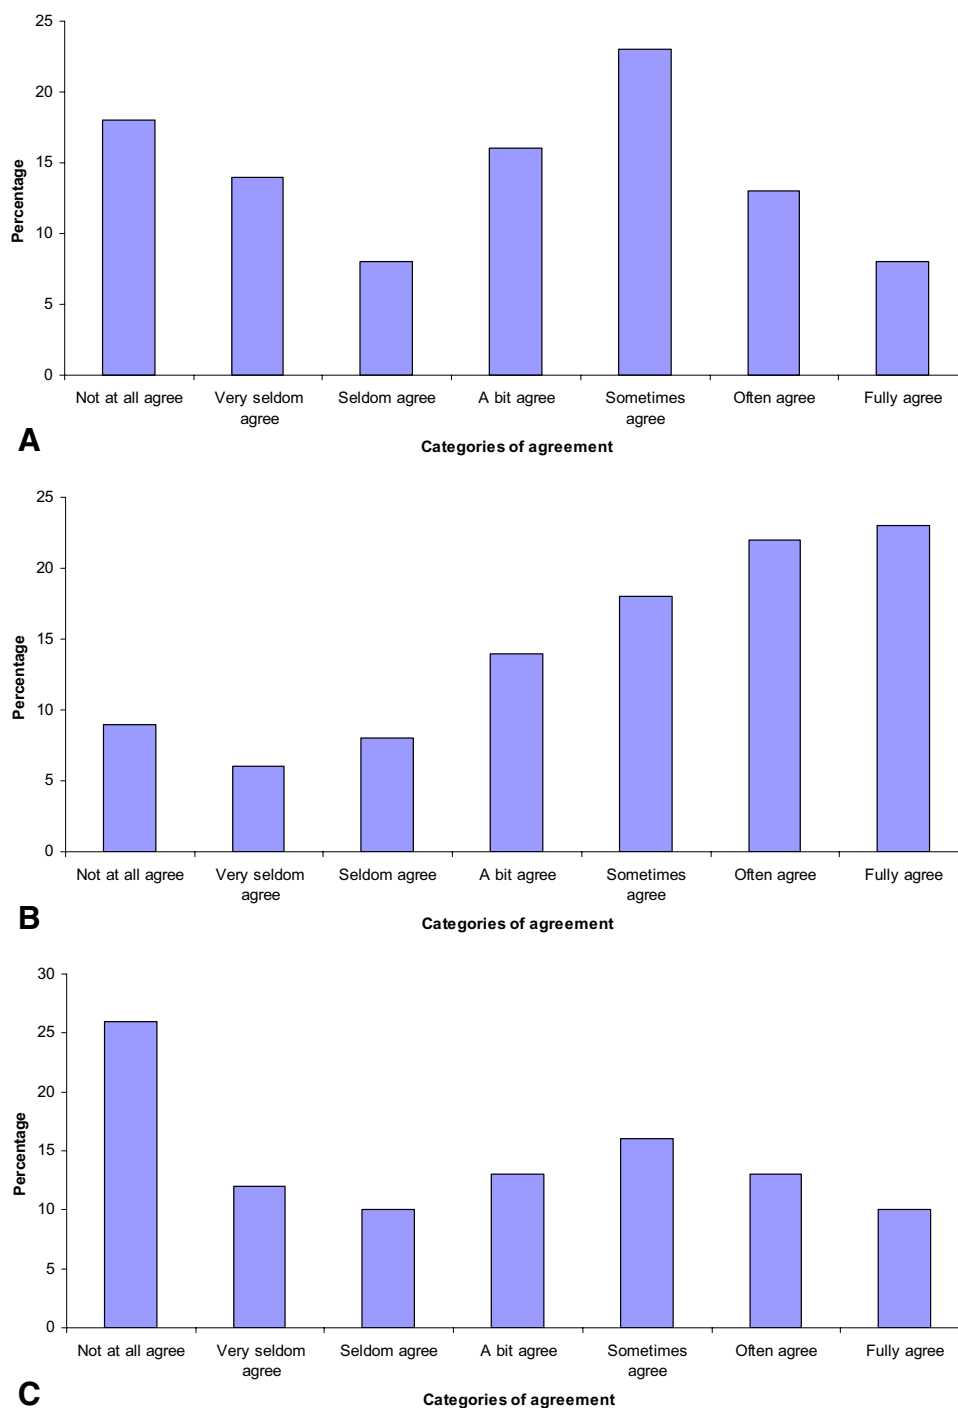 25
20
15
10
5
0
Percentage
Not at all agree
Very seldom
agree
Seldom agree
A bit agree
Sometimes
agree
Often agree
Fully agree
Categories of agreement
A
25
20
15
10
5
0
Percentage
Not at all agree
Very seldom
agree
Seldom agree
A bit agree
Sometimes
agree
Often agree
Fully agree
Categories of agreement
B
30
25
20
15
10
5
0
Percentage
Not at all agree
Very seldom
agree
Seldom agree
A bit agree
Sometimes
agree
Often agree
Fully agree
Categories of agreement
C